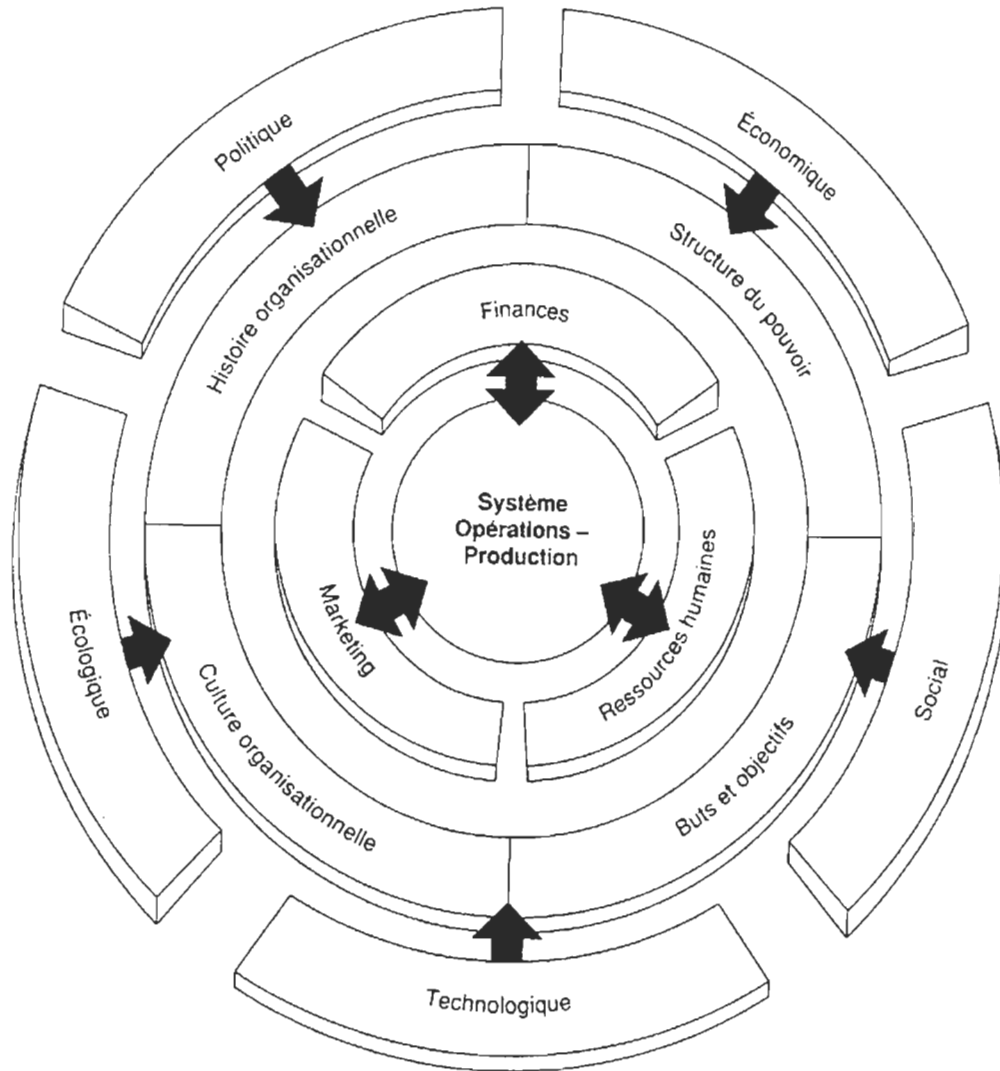 Politique
Économique
Histoire organisationnelle
Structure du pouvoir
Finances
Système
Opérations –
Production
Marketing
Ressources humaines
Écologique
Culture organisationnelle
Buts et objectifs
Social
Technologique